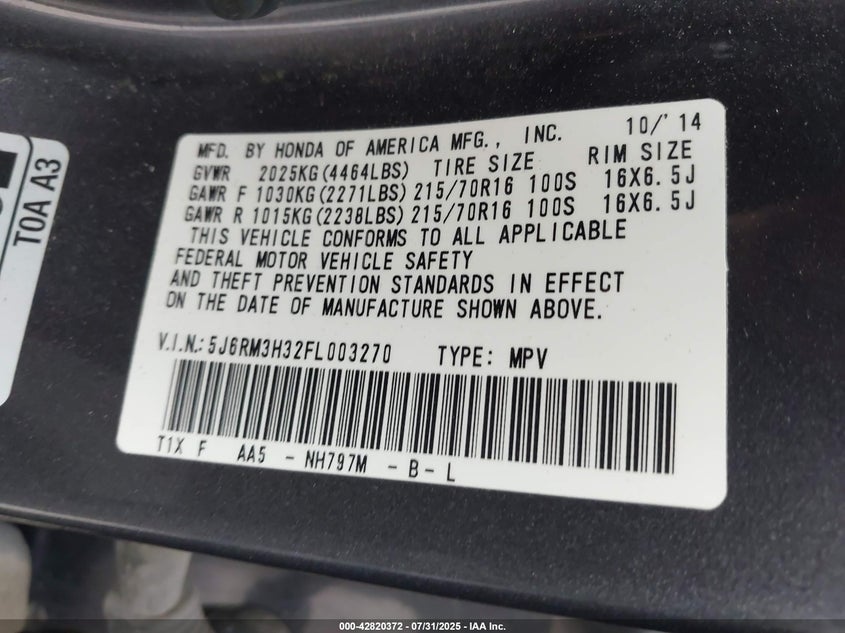 TOA A3
MFD. BY HONDA OF AMERICA MFG., INC. 10/'14
GVWR 2025KG(4464LBS) TIRE SIZE RIM SIZE
GAWR F 1030KG(2271LBS) 215/70R16 100S 16X6.5J
GAWR R 1015KG(2238LBS) 215/70R16 100S 16X6.5J
THIS VEHICLE CONFORMS TO ALL APPLICABLE
FEDERAL MOTOR VEHICLE SAFETY
AND THEFT PREVENTION STANDARDS IN EFFECT
ON THE DATE OF MANUFACTURE SHOWN ABOVE.
V.I.N.: 5J6RM3H32FL003270 TYPE: MPV
T1X F AA5 - NH797M - B - L
000-42820372 | 07/31/2025 - IAA Inc.